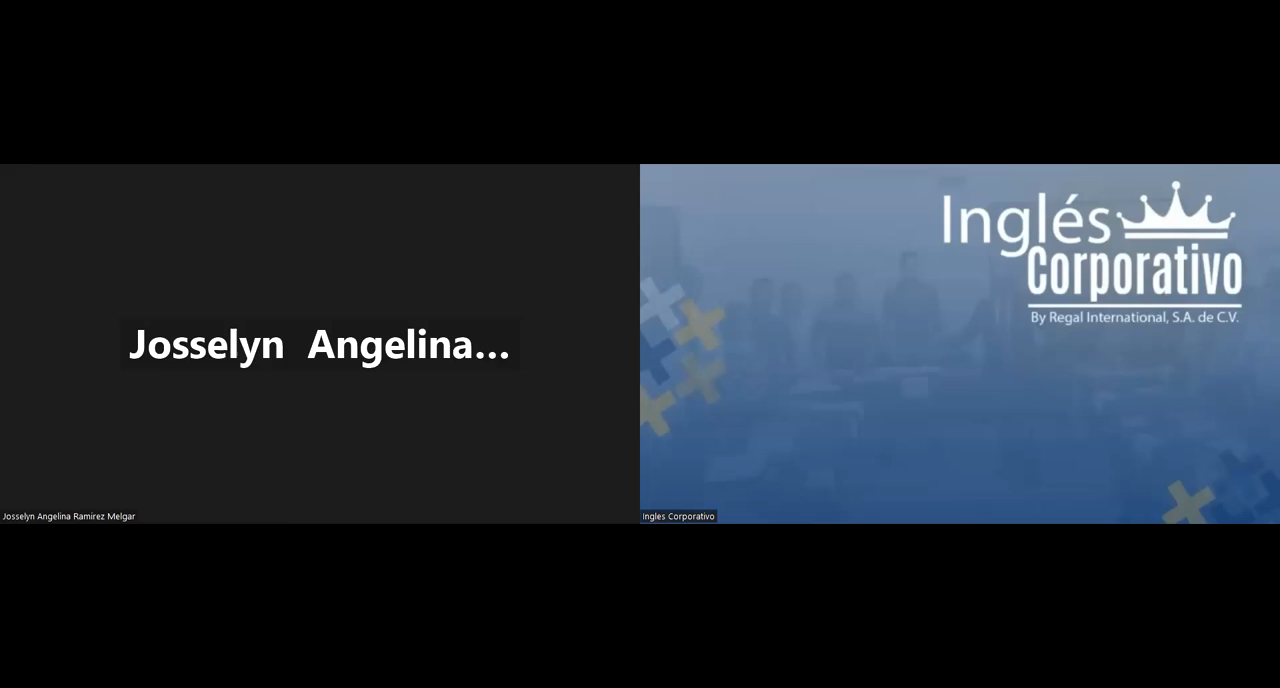 Josselyn Angelina...
Josselyn Angelina Ramirez Melgar
Inglés
Corporativo
By Regal International, S.A. de C.V.
Ingles Corporativo